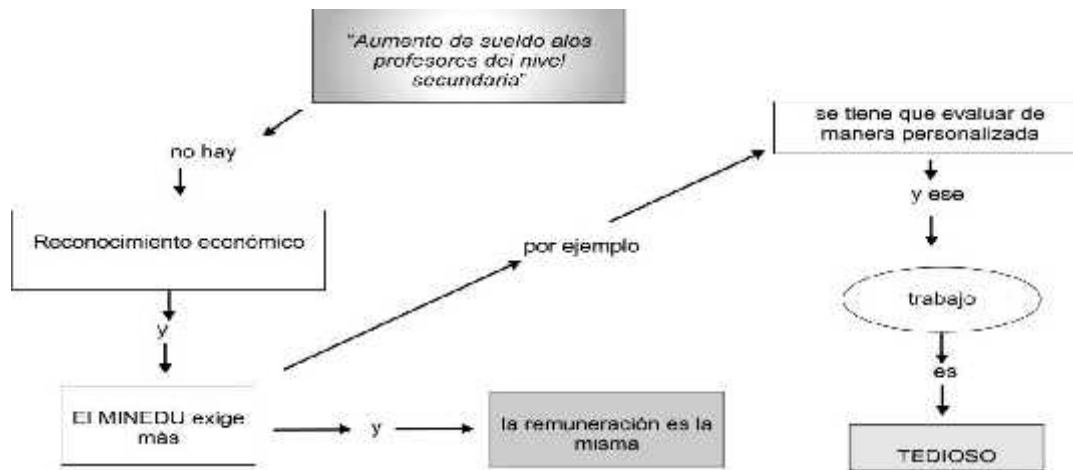 "Aumento de sueldo alos
profesores del nivel
secundaria"
no hay
Reconocimiento económico
y
El MINEDU exige
más
y
la remuneración es la
misma
por ejemplo
se tiene que evaluar de
manera personalizada
y ese
trabajo
es
TEDIOSO